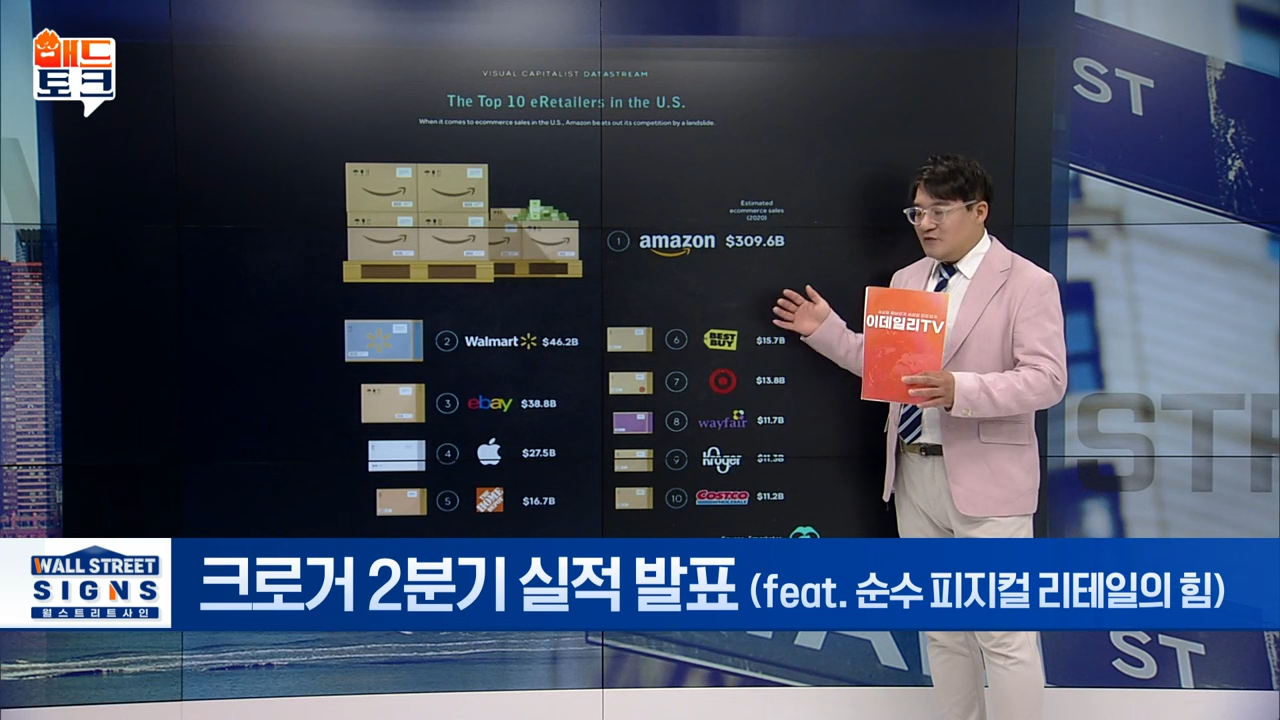 매드
토크
VISUAL CAPITALIST DATASTREAM
The Top 10 eRetailers in the U.S.
When it comes to ecommerce sales in the U.S., Amazon beats out its competition by a landslide.
Estimated
ecommerce sales
(2020)
1 amazon $309.6B
2 Walmart $46.2B
3 ebay $38.8B
4 $27.5B
5 THE HOME DEPOT $16.7B
6 BEST BUY $15.7B
7 $13.8B
8 wayfair $11.7B
9 Kroger $11.3B
10 COSTCO WHOLESALE $11.2B
이데일리TV
ST
STR
WALL STREET
SIGNS
월스트리트사인
크로거 2분기 실적 발표 (feat. 순수 피지컬 리테일의 힘)
ST